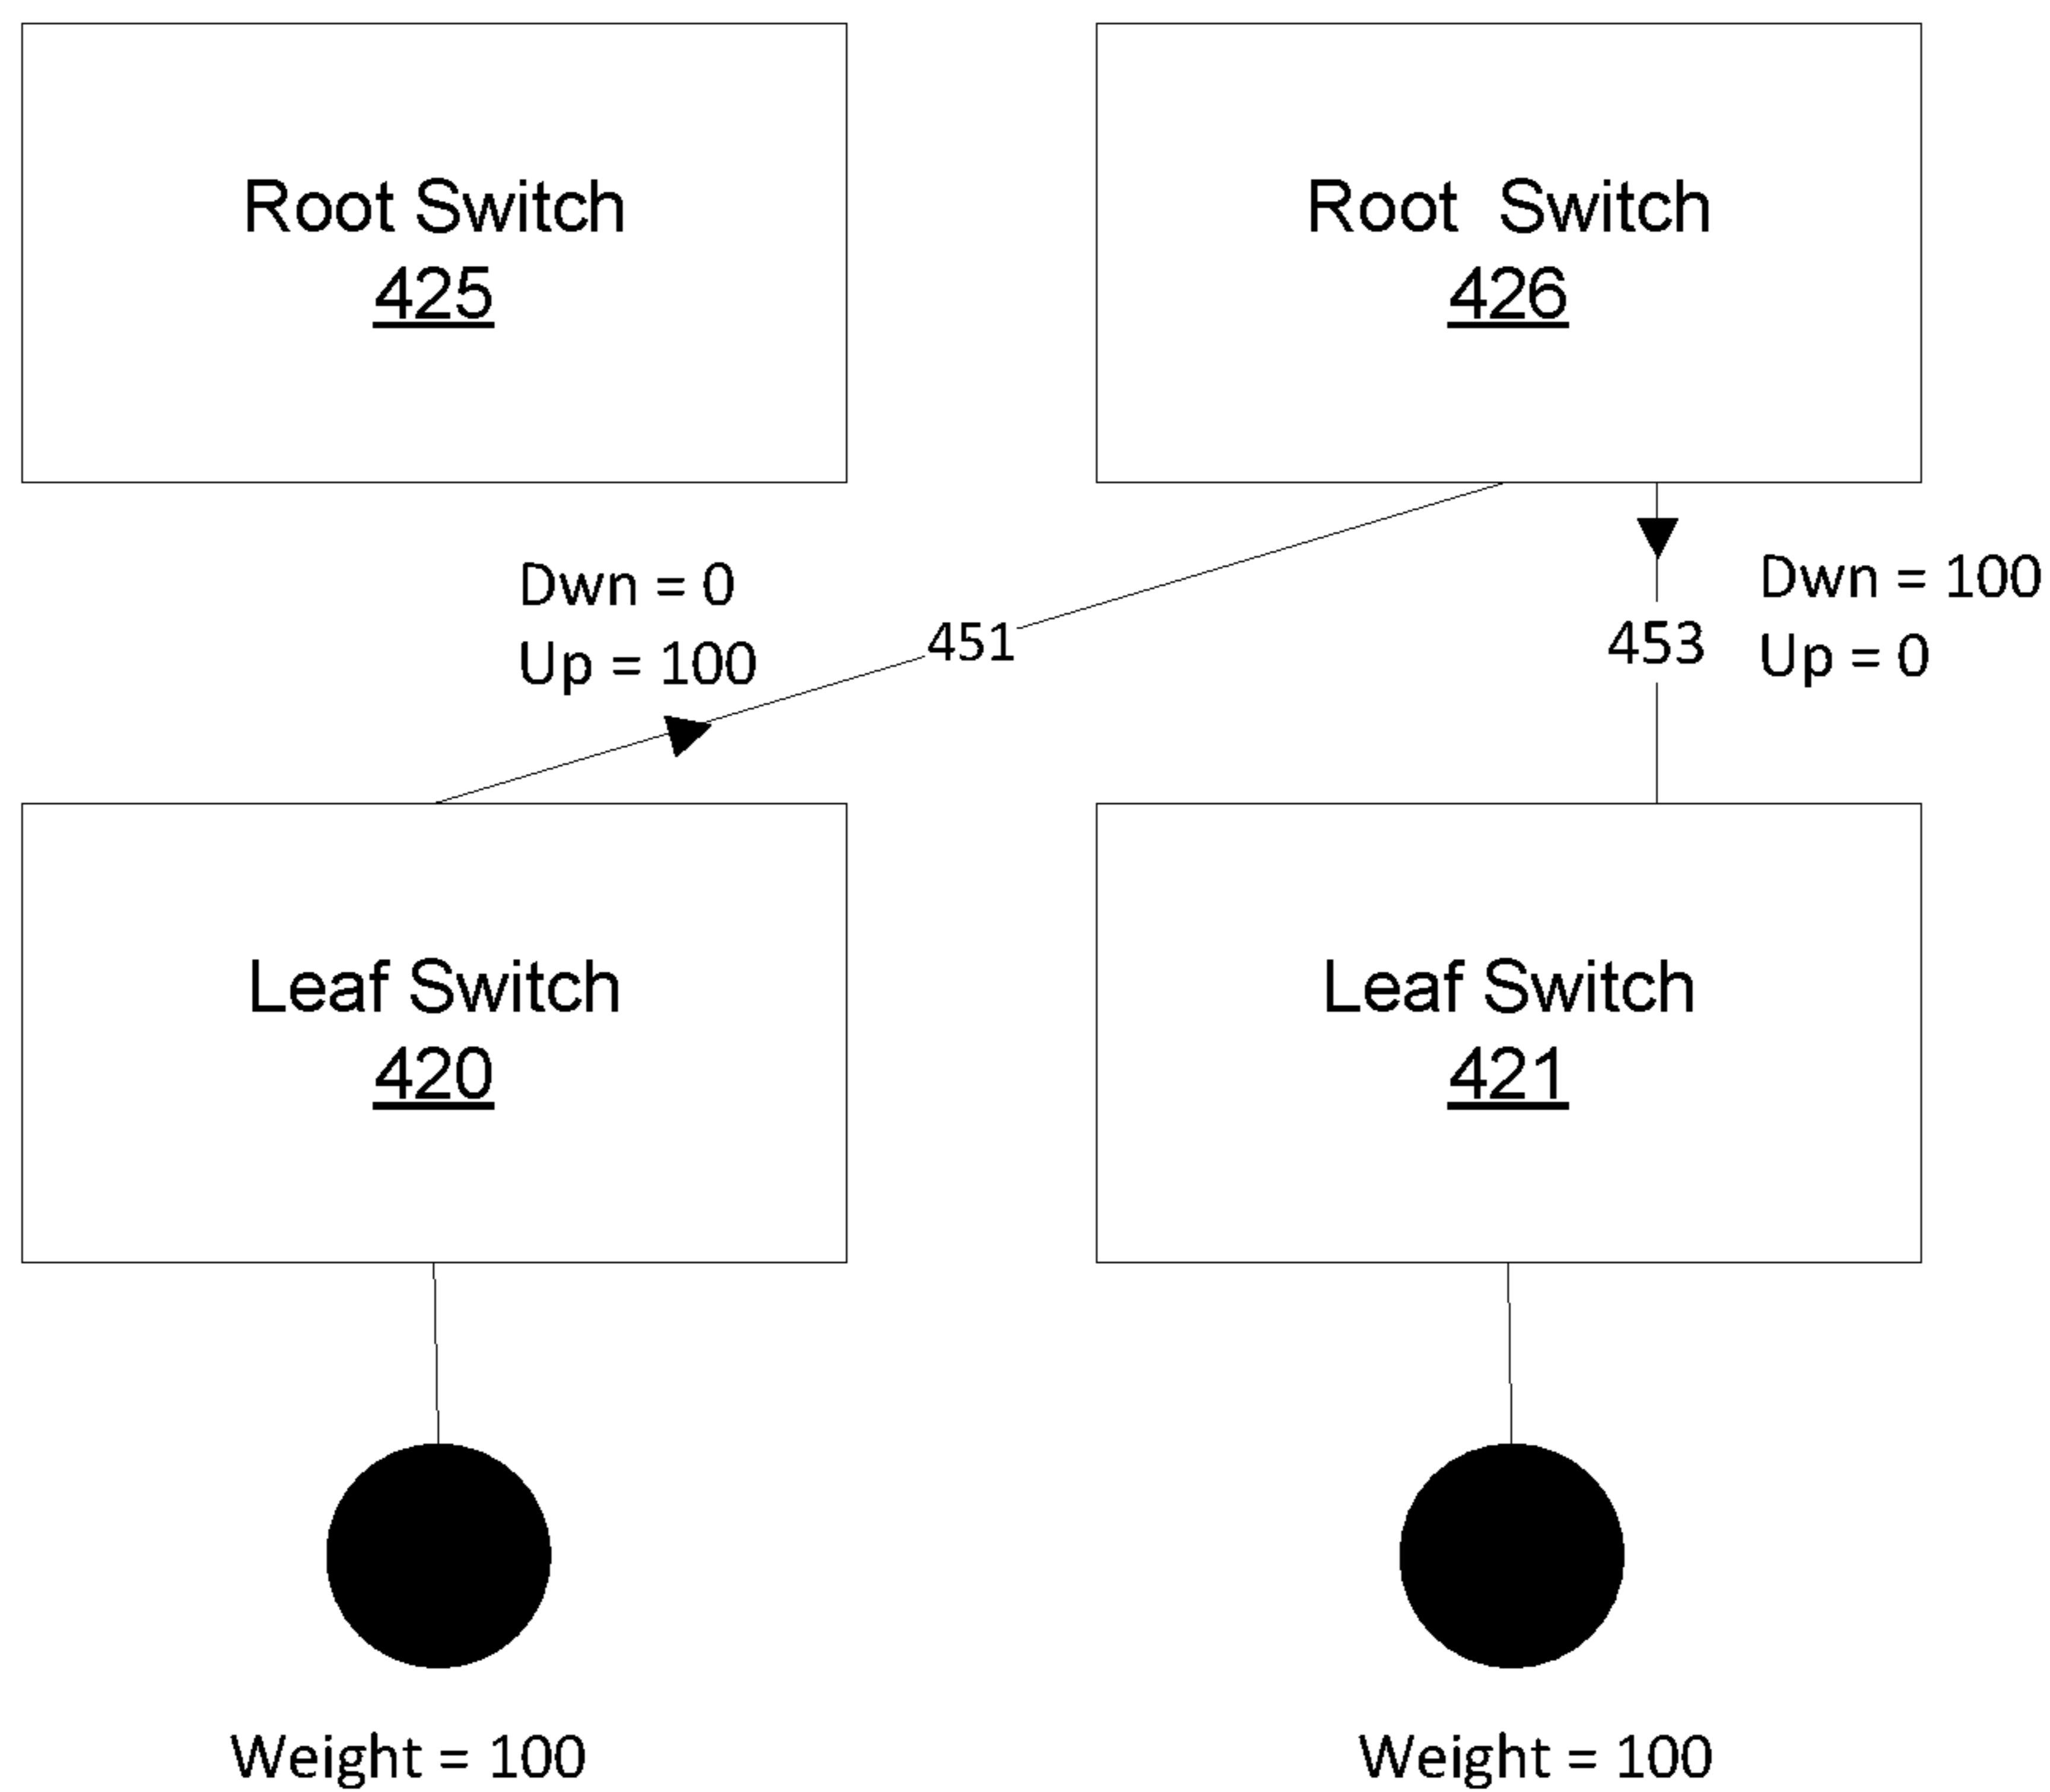 Root Switch
425
Root Switch
426
Dwn = 0
Up = 100
451
453
Dwn = 100
Up = 0
Leaf Switch
420
Leaf Switch
421
Weight = 100
Weight = 100